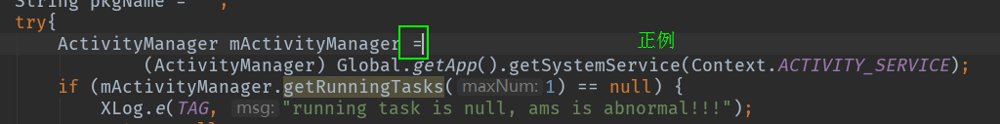 String pkgName = "";
try{
ActivityManager mActivityManager =
正例
(ActivityManager) Global.getApp().getSystemService(Context.ACTIVITY_SERVICE);
if (mActivityManager.getRunningTasks( maxNum: 1) == null) {
XLog.e(TAG, msg: "running task is null, ams is abnormal!!!");